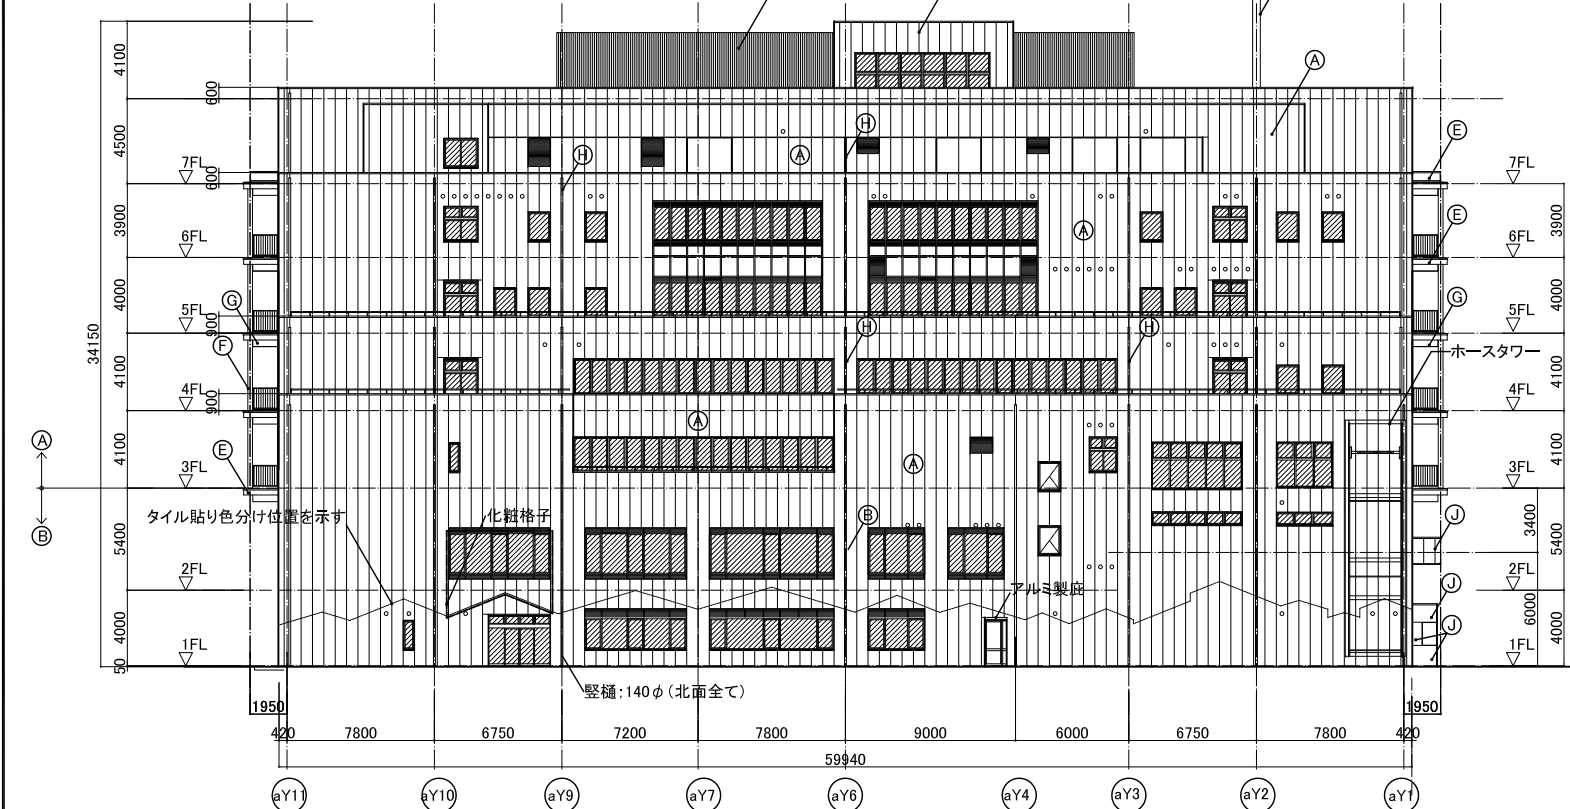 4100
600
A
H
4500
H
A
E
7FL
7FL
600
3900
A
E
3900
6FL
6FL
4000
G
G
4000
5FL
5FL
900
H
H
34150
F
ホースタワー
4100
4100
4FL
4FL
900
A
A
E
A
4100
4100
3FL
3FL
タイル貼り色分け位置を示す
化粧格子
B
J
B
5400
3400
5400
2FL
2FL
アルミ製庇
J
4000
6000
4000
J
1FL
1FL
50
竪樋;140φ(北面全て)
1950
1950
420
7800
6750
7200
7800
9000
6000
6750
7800
420
59940
aY11
aY10
aY9
aY7
aY6
aY4
aY3
aY2
aY1